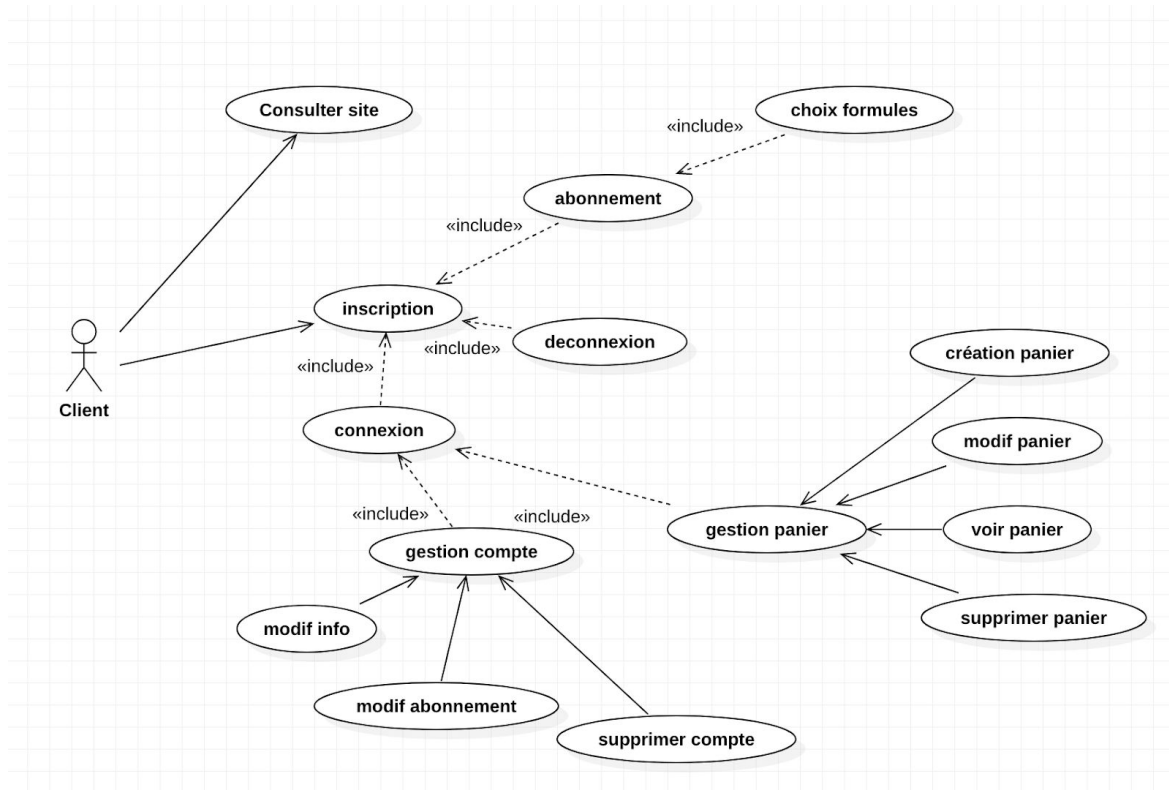 Consulter site
choix formules
«include»
abonnement
«include»
inscription
deconnexion
«include»
«include»
création panier
Client
connexion
modif panier
«include»
«include»
gestion panier
voir panier
gestion compte
modif info
supprimer panier
modif abonnement
supprimer compte